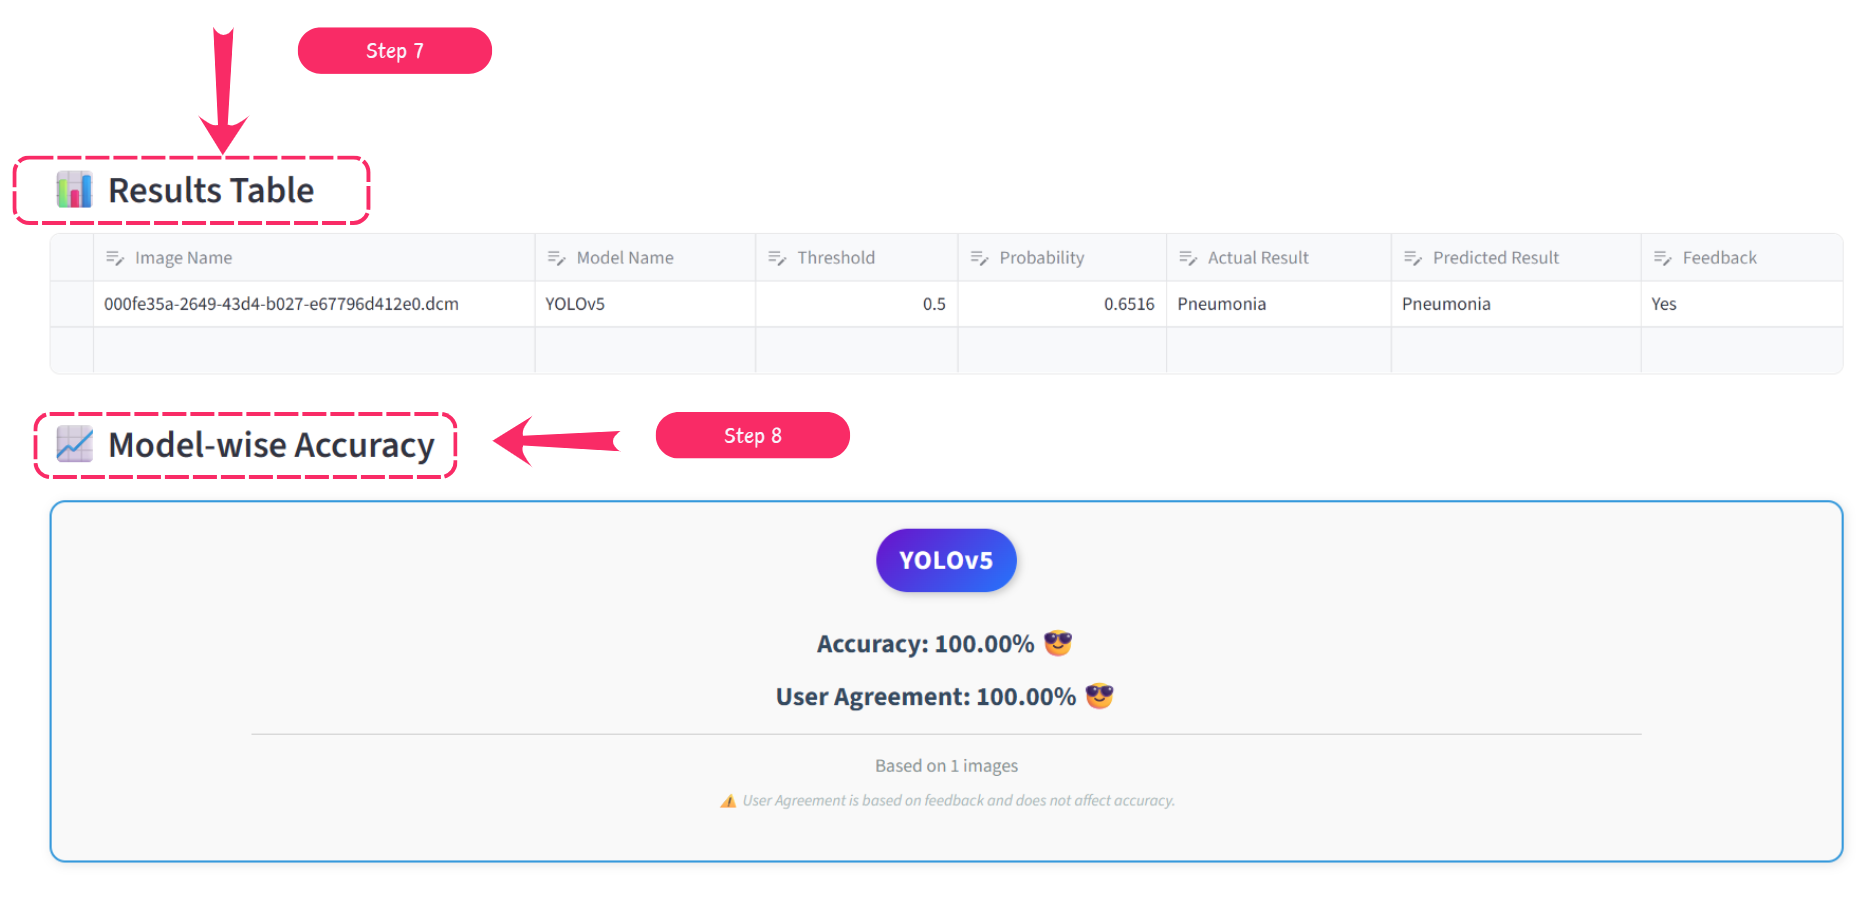 Step 7
Results Table
Image Name Model Name Threshold Probability Actual Result Predicted Result Feedback
000fe35a-2649-43d4-b027-e67796d412e0.dcm YOLOv5 0.5 0.6516 Pneumonia Pneumonia Yes
Model-wise Accuracy
Step 8
YOLOv5
Accuracy: 100.00% 😎
User Agreement: 100.00% 😎
Based on 1 images
⚠️ User Agreement is based on feedback and does not affect accuracy.